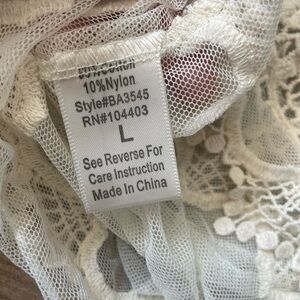 10%Nylon
Style#BA3545
RN#104403
L
See Reverse For
Care Instruction
Made In China